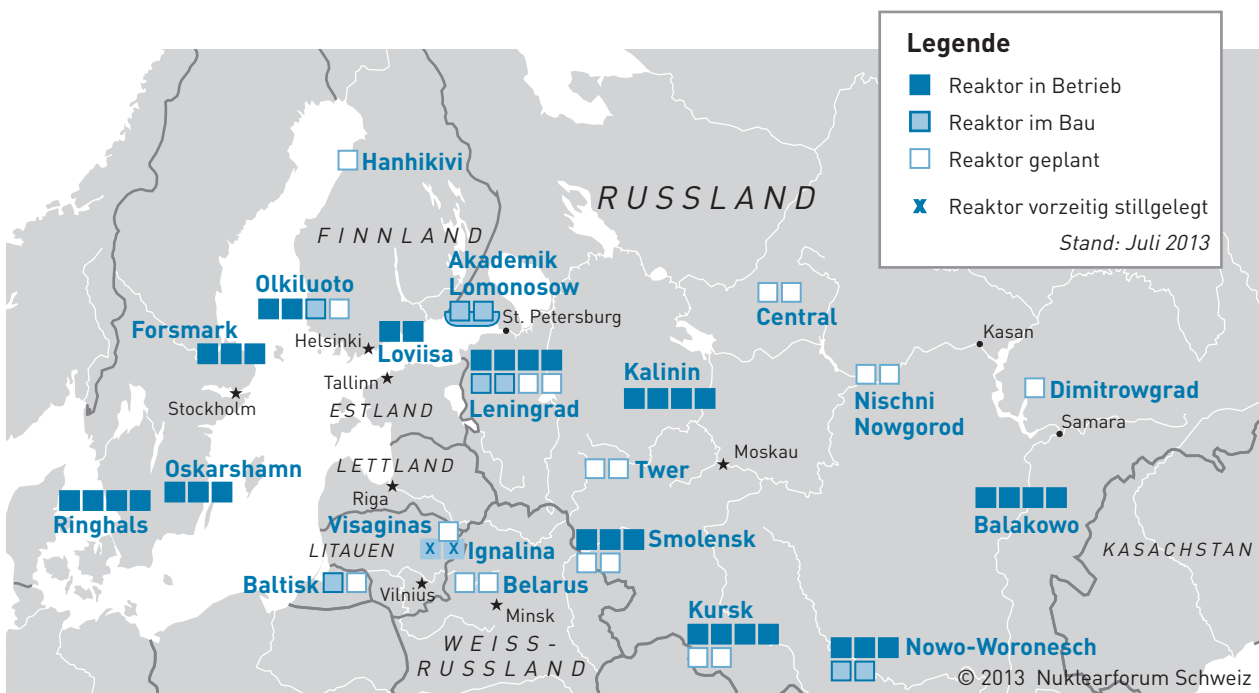 Legende
Reaktor in Betrieb
Reaktor im Bau
Reaktor geplant
x Reaktor vorzeitig stillgelegt
Stand: Juli 2013
Hanhikivi
RUSSLAND
FINNLAND
Akademik
Lomonosow
Olkiluoto
St. Petersburg
Central
Forsmark
Helsinki
Loviisa
Kasan
Tallinn
Kalinin
Dimitrowgrad
Stockholm
ESTLAND
Leningrad
Nischni
Nowgorod
Samara
LETTLAND
Twer
Moskau
Oskarshamn
Riga
Ringhals
Balakowo
Visaginas
Smolensk
LITAUEN
x x Ignalina
KASACHSTAN
Baltisk
Vilnius
Belarus
Minsk
Kursk
WEISS-
RUSSLAND
Nowo-Woronesch
© 2013 Nuklearforum Schweiz